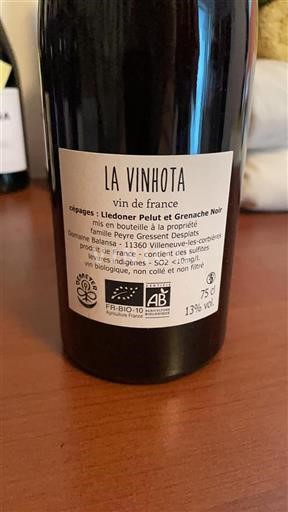 LA VINHOTA
vin de france
cépages : Lledoner Pelut et Grenache Noir
mis en bouteille à la propriété
famille Peyre Gressent Desplats
Domaine Balansa - 11360 Villeneuve-les-corbières
produit de France - contient des sulfites
levures indigènes - SO2 <10mg/L
vin biologique, non collé et non filtré
DEMETER
FR-BIO-10
Agriculture France
CERTIFIÉ
AB
AGRICULTURE
BIOLOGIQUE
75 cl
13% vol.